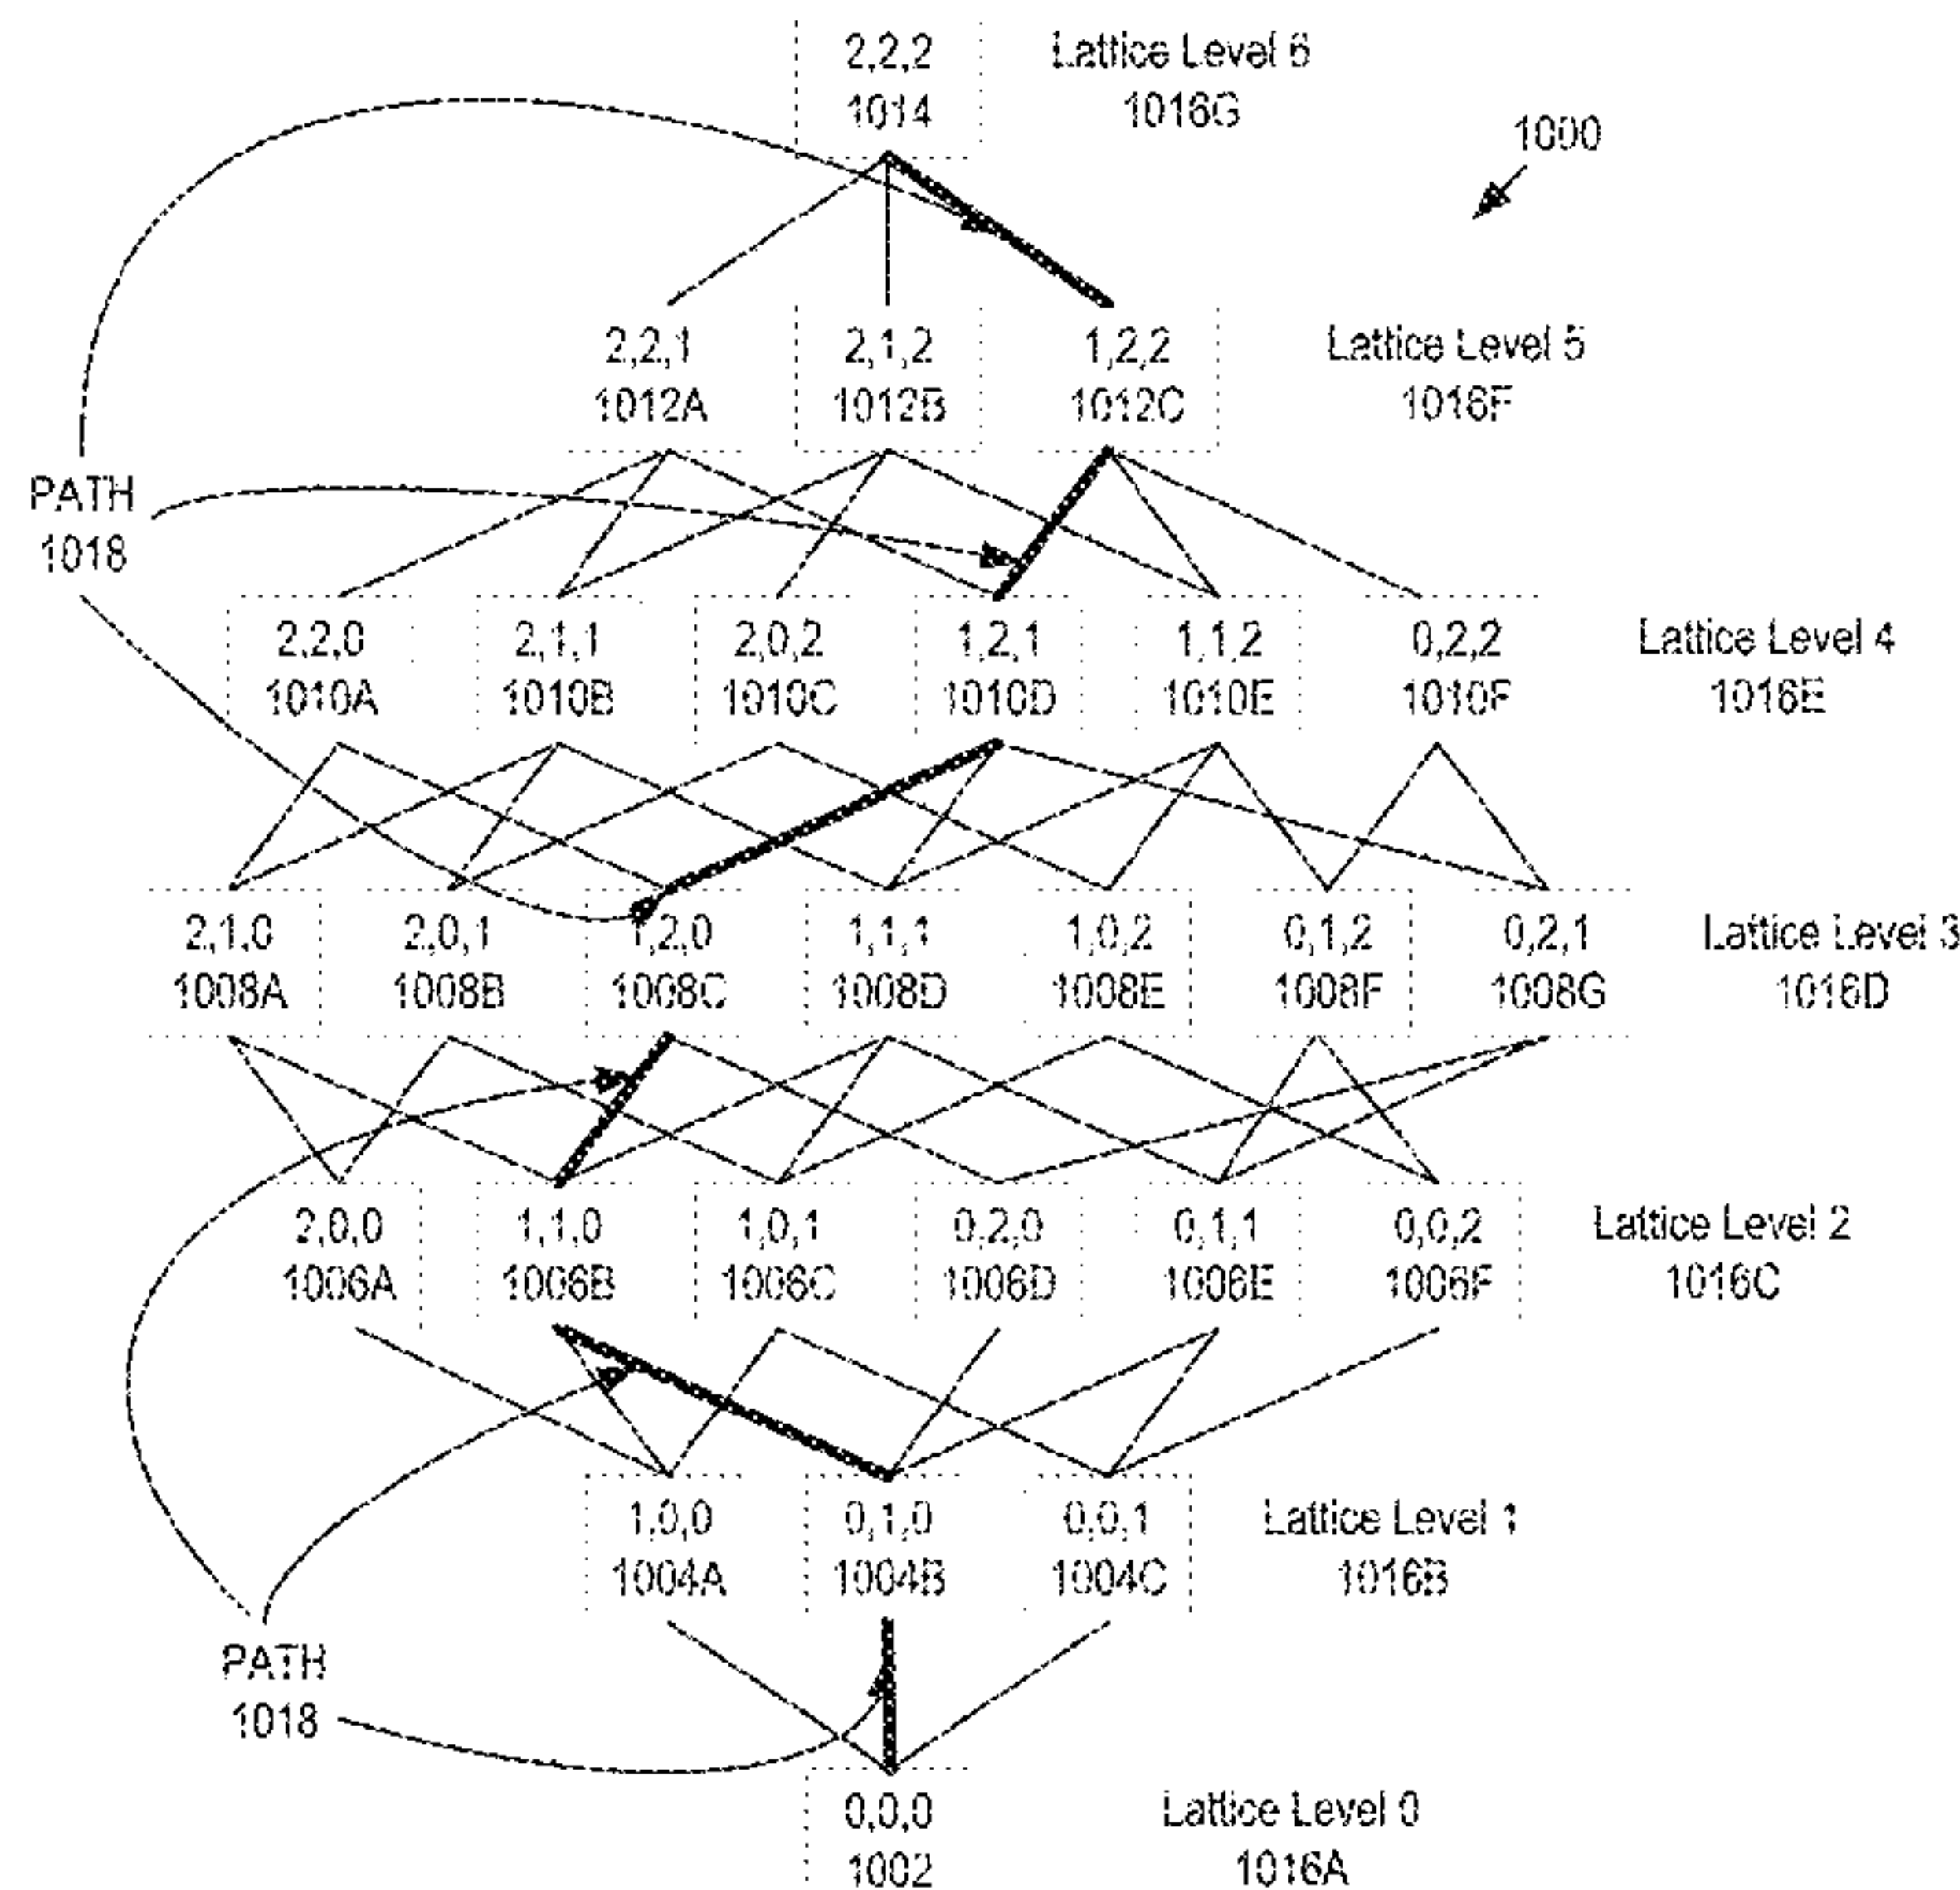 2,2,2
1014
Lattice Level 6
1016G
1000
2,2,1
1012A
2,1,2
1012B
1,2,2
1012C
Lattice Level 5
1016F
PATH
1018
2,2,0
1010A
2,1,1
1010B
2,0,2
1010C
1,2,1
1010D
1,1,2
1010E
0,2,2
1010F
Lattice Level 4
1016E
2,1,0
1008A
2,0,1
1008B
1,2,0
1008C
1,1,1
1008D
1,0,2
1008E
0,1,2
1008F
0,2,1
1008G
Lattice Level 3
1016D
2,0,0
1006A
1,1,0
1006B
1,0,1
1006C
0,2,0
1006D
0,1,1
1006E
0,0,2
1006F
Lattice Level 2
1016C
1,0,0
1004A
0,1,0
1004B
0,0,1
1004C
Lattice Level 1
1016B
PATH
1018
0,0,0
1002
Lattice Level 0
1016A